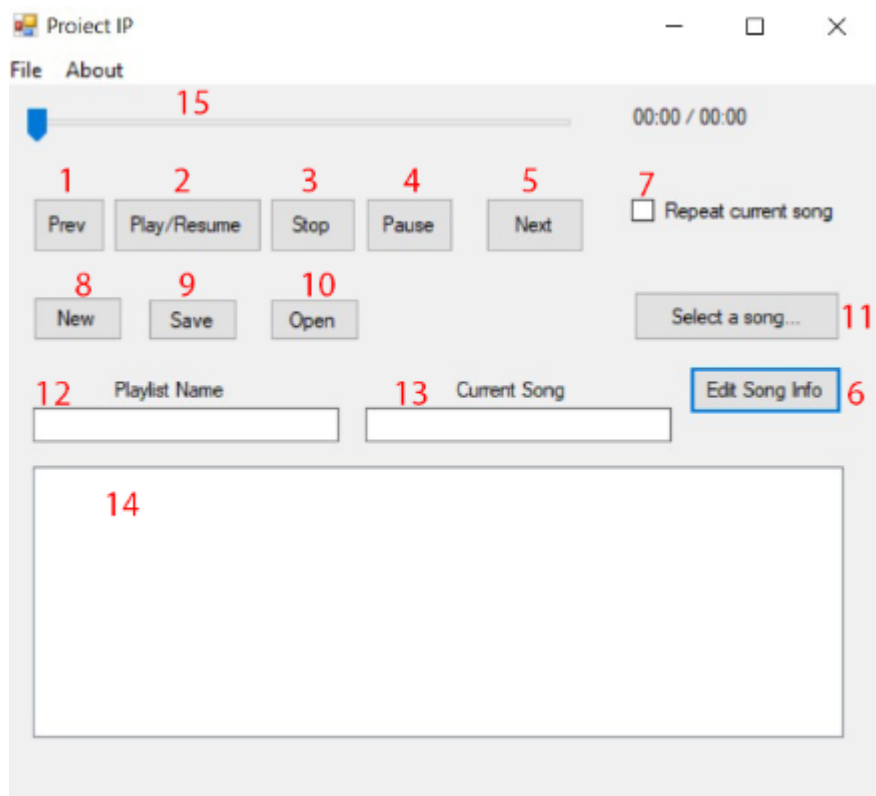 Proiect IP
File About
15
00:00 / 00:00
1 2 3 4 5 7
Prev Play/Resume Stop Pause Next Repeat current song
8 9 10
New Save Open Select a song... 11
12 Playlist Name 13 Current Song Edit Song Info 6
14